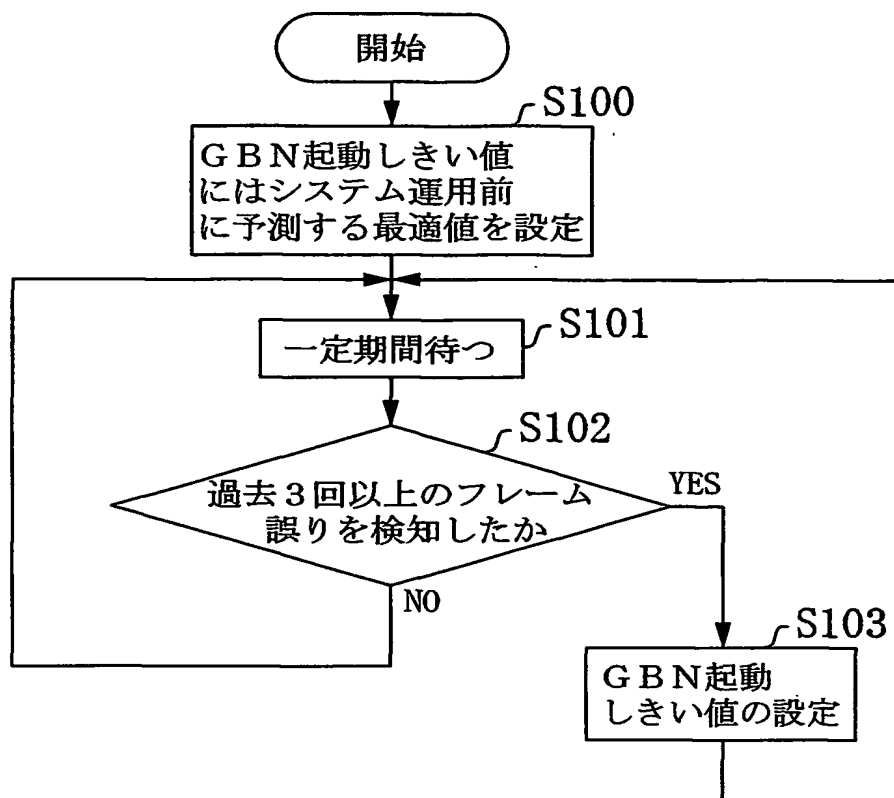 開始
S100
ＧＢＮ起動しきい値
にはシステム運用前
に予測する最適値を設定
S101
一定期間待つ
S102
過去３回以上のフレーム
誤りを検知したか
YES
NO
S103
ＧＢＮ起動
しきい値の設定